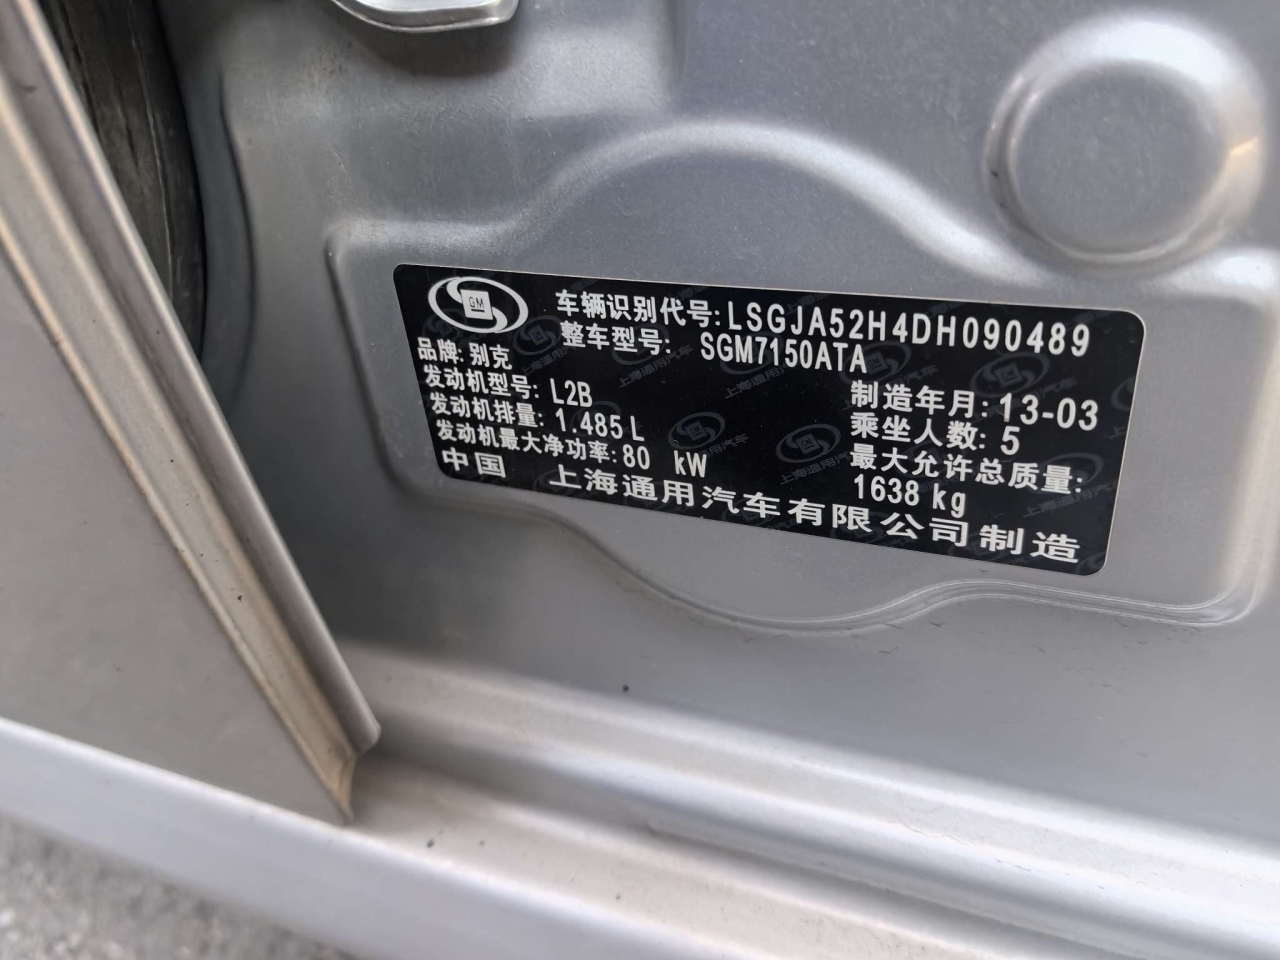 GM
车辆识别代号: LSGJA52H4DH090489
整车型号: SGM7150ATA
品牌: 别克
发动机型号: L2B
制造年月: 13-03
发动机排量: 1.485 L
乘坐人数: 5
发动机最大净功率: 80 kW
最大允许总质量:
1638 kg
中国 上海通用汽车有限公司制造